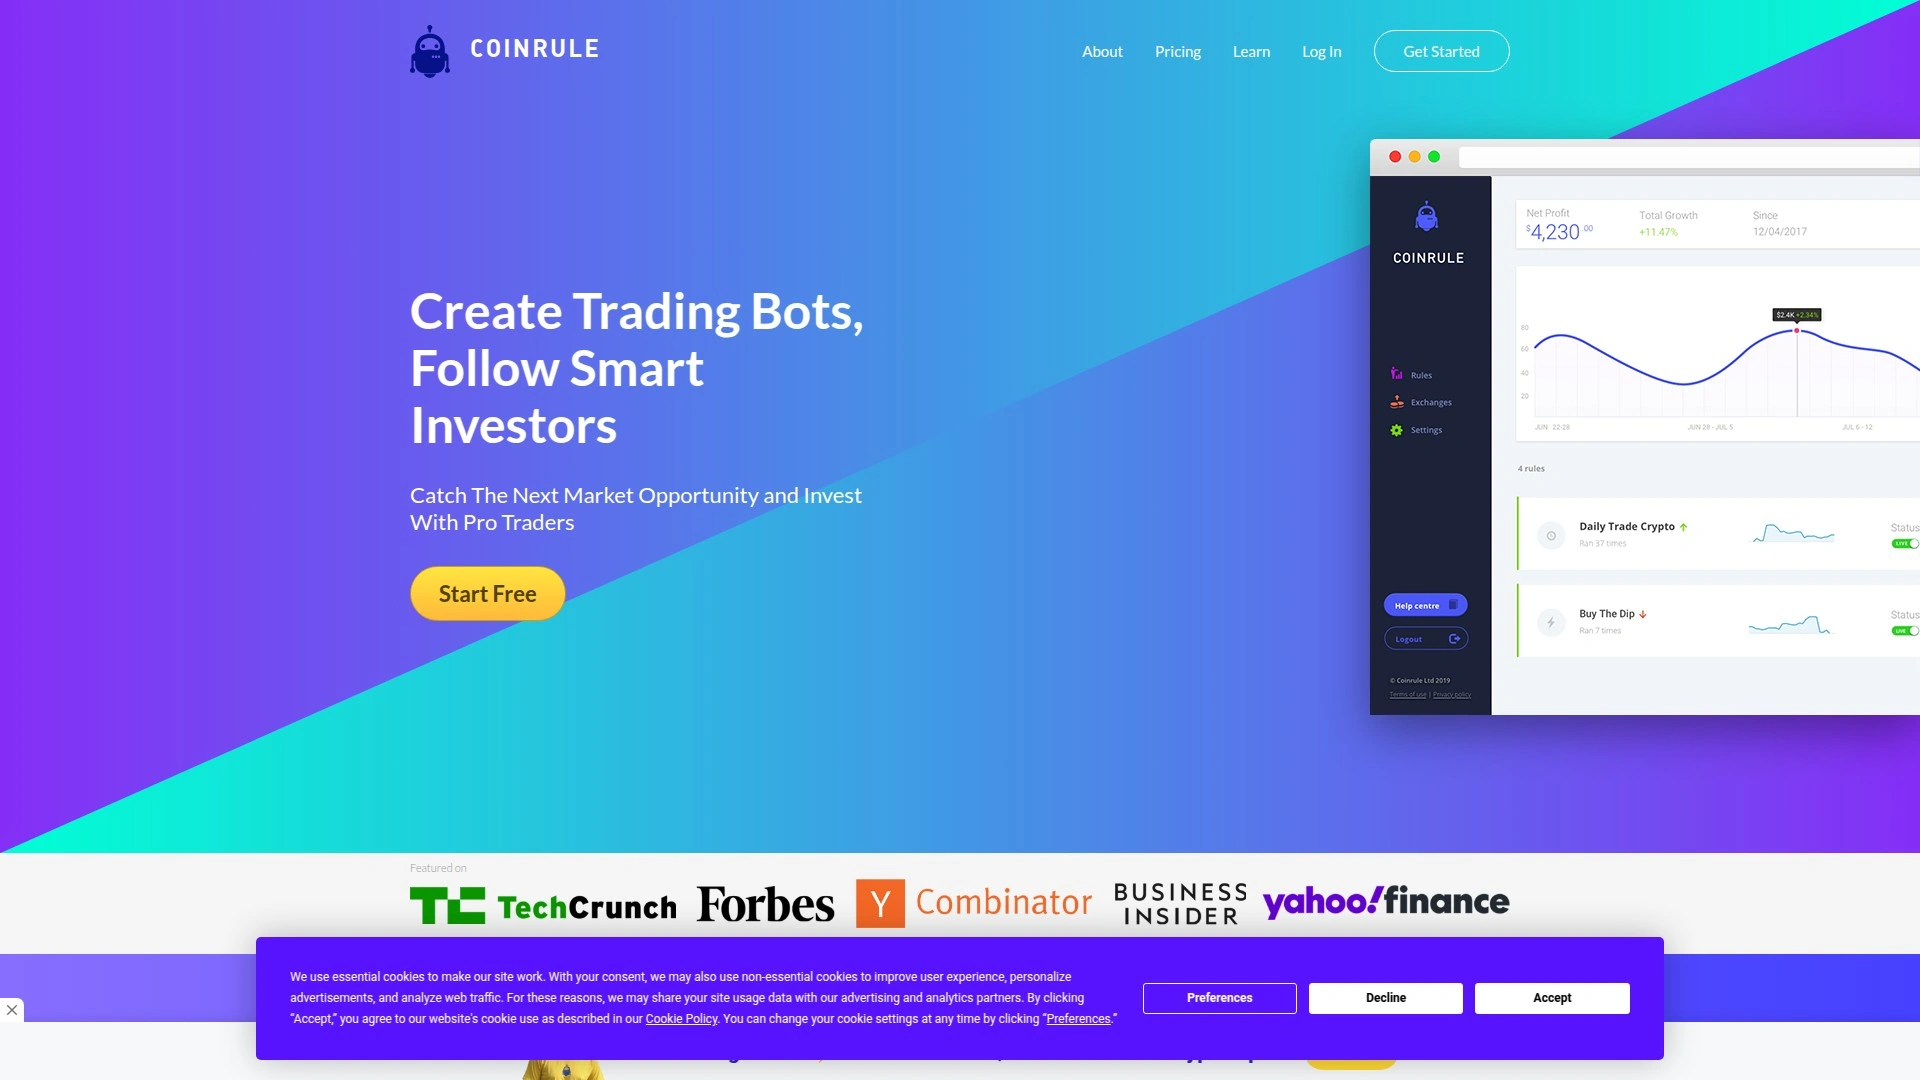 COINRULE
About
Pricing
Learn
Log In
Get Started
Create Trading Bots,
Follow Smart
Investors
Catch The Next Market Opportunity and Invest
With Pro Traders
Start Free
COINRULE
Rules
Exchanges
Settings
Help centre
Logout
© Coinrule Ltd 2019
Terms of use | Privacy policy
Net Profit
$4,230.00
Total Growth
+11.47%
Since
12/04/2017
$2.4K +2.34%
80
60
40
20
JUN 22-28
JUN 28 - JUL 5
JUL 6 - 12
4 rules
Daily Trade Crypto
Ran 37 times
Status
LIVE
Buy The Dip
Ran 7 times
Status
LIVE
Featured on
TC TechCrunch
Forbes
Y Combinator
BUSINESS
INSIDER
yahoo!finance
We use essential cookies to make our site work. With your consent, we may also use non-essential cookies to improve user experience, personalize
advertisements, and analyze web traffic. For these reasons, we may share your site usage data with our advertising and analytics partners. By clicking
“Accept,” you agree to our website's cookie use as described in our Cookie Policy. You can change your cookie settings at any time by clicking “Preferences.”
Preferences
Decline
Accept